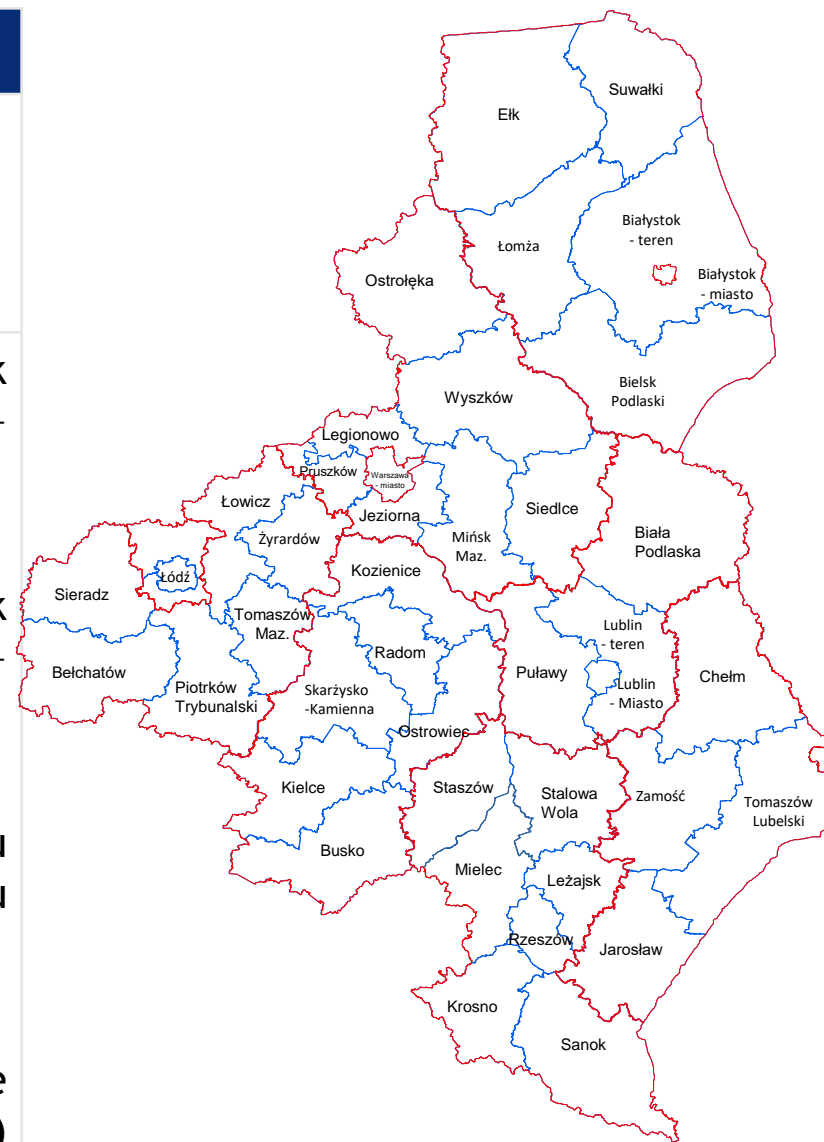 Suwałki
Ełk
Białystok
- teren
Łomża
Białystok
- miasto
Ostrołęka
Bielsk
Podlaski
k
-
Wyszków
Legionowo
Pruszków
Warszawa
- miasto
Łowicz
Jeziorna
Siedlce
Żyrardów
Mińsk
Maz.
Biała
Podlaska
Kozienice
Łódź
Sieradz
k
-
Tomaszów
Maz.
Lublin
- teren
Radom
Bełchatów
Puławy
Chełm
Piotrków
Trybunalski
Skarżysko
-Kamienna
Lublin
- Miasto
Ostrowiec
Kielce
Staszów
Stalowa
Wola
Zamość
Tomaszów
Lubelski
u
Busko
Mielec
Leżajsk
u
Rzeszów
Jarosław
Krosno
Sanok
e
)